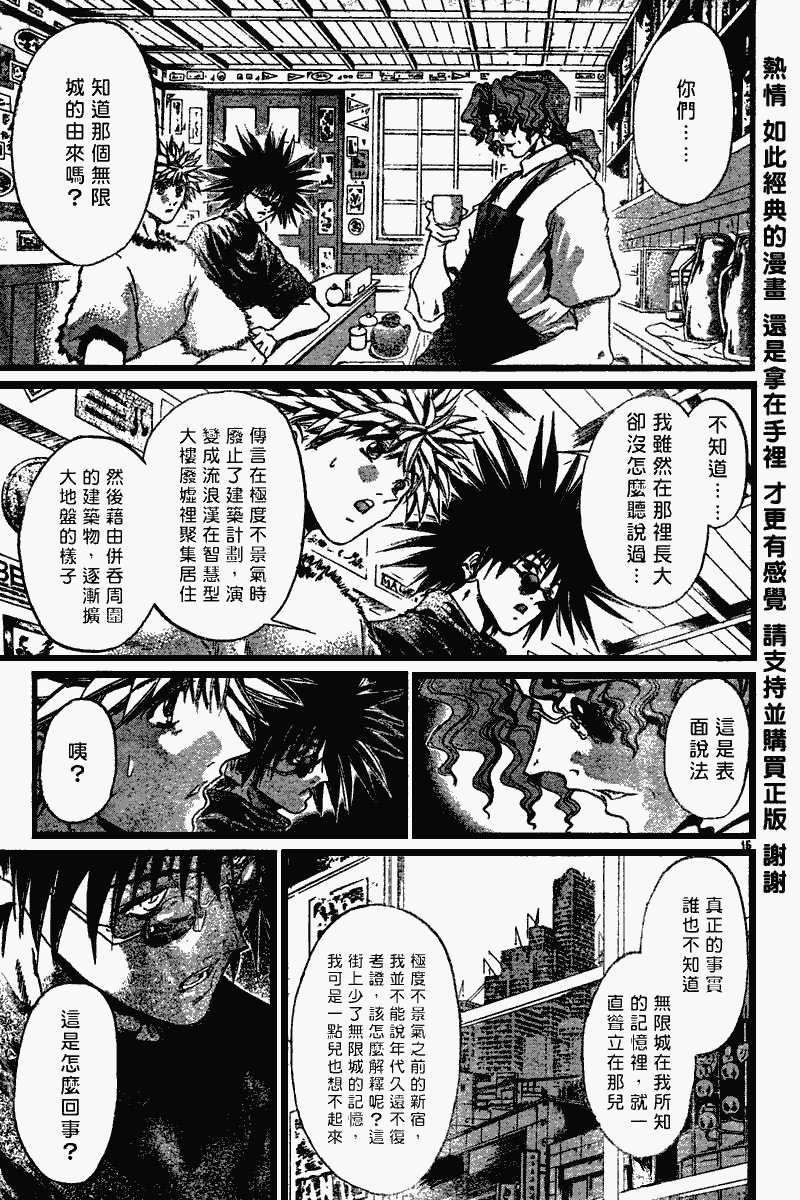 你們……
知道那個無限
城的由來嗎？
不知道……
我雖然在那裡長大
卻沒怎麼聽說過…
傳言在極度不景氣時
廢止了建築計劃，演
變成流浪漢在智慧型
大樓廢墟裡聚集居住
然後藉由併吞周圍
的建築物，逐漸擴
大地盤的樣子
這是表
面說法
咦？
15
真正的事實
誰也不知道
無限城在我所知
的記憶裡，就一
直聳立在那兒
極度不景氣之前的新宿，
我並不能說年代久遠不復
考證，該怎麼解釋呢？這
街上少了無限城的記憶，
我可是一點兒也想不起來
這是怎麼回事？
熱情 如此經典的漫畫 還是拿在手裡 才更有感覺 請支持並購買正版 謝謝